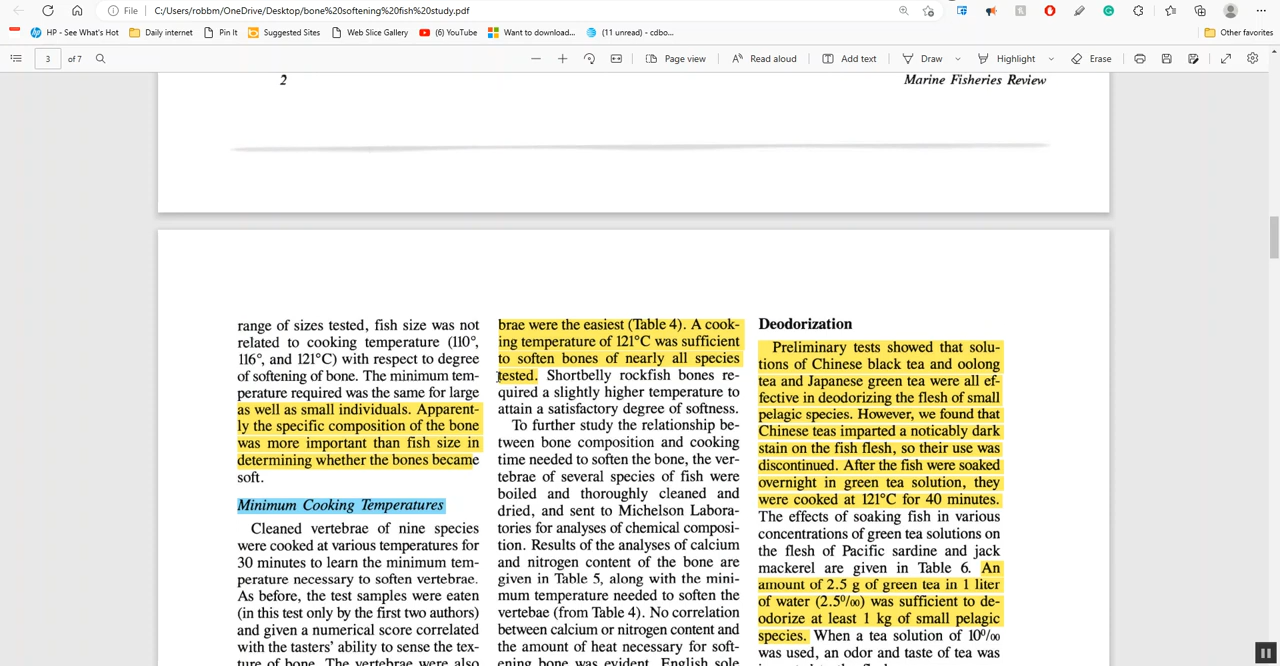 File
C:/Users/robbm/OneDrive/Desktop/bone%20softening%20fish%20study.pdf
HP - See What's Hot
Daily internet
Pin It
Suggested Sites
Web Slice Gallery
(6) YouTube
Want to download...
(11 unread) - cdbo...
Other favorites
3
of 7
Page view
Read aloud
Add text
Draw
Highlight
Erase
2
Marine Fisheries Review
range of sizes tested, fish size was not
related to cooking temperature (110°,
116°, and 121°C) with respect to degree
of softening of bone. The minimum tem-
perature required was the same for large
as well as small individuals. Apparent-
ly the specific composition of the bone
was more important than fish size in
determining whether the bones became
soft.
Minimum Cooking Temperatures
Cleaned vertebrae of nine species
were cooked at various temperatures for
30 minutes to learn the minimum tem-
perature necessary to soften vertebrae.
As before, the test samples were eaten
(in this test only by the first two authors)
and given a numerical score correlated
with the tasters' ability to sense the tex-
ture of bone. The vertebrae were also
brae were the easiest (Table 4). A cook-
ing temperature of 121°C was sufficient
to soften bones of nearly all species
tested. Shortbelly rockfish bones re-
quired a slightly higher temperature to
attain a satisfactory degree of softness.
To further study the relationship be-
tween bone composition and cooking
time needed to soften the bone, the ver-
tebrae of several species of fish were
boiled and thoroughly cleaned and
dried, and sent to Michelson Labora-
tories for analyses of chemical composi-
tion. Results of the analyses of calcium
and nitrogen content of the bone are
given in Table 5, along with the mini-
mum temperature needed to soften the
vertebae (from Table 4). No correlation
between calcium or nitrogen content and
the amount of heat necessary for soft-
ening bone was evident. English sole
Deodorization
Preliminary tests showed that solu-
tions of Chinese black tea and oolong
tea and Japanese green tea were all ef-
fective in deodorizing the flesh of small
pelagic species. However, we found that
Chinese teas imparted a noticably dark
stain on the fish flesh, so their use was
discontinued. After the fish were soaked
overnight in green tea solution, they
were cooked at 121°C for 40 minutes.
The effects of soaking fish in various
concentrations of green tea solutions on
the flesh of Pacific sardine and jack
mackerel are given in Table 6. An
amount of 2.5 g of green tea in 1 liter
of water (2.5⁰/₀₀) was sufficient to de-
odorize at least 1 kg of small pelagic
species. When a tea solution of 10⁰/₀₀
was used, an odor and taste of tea was